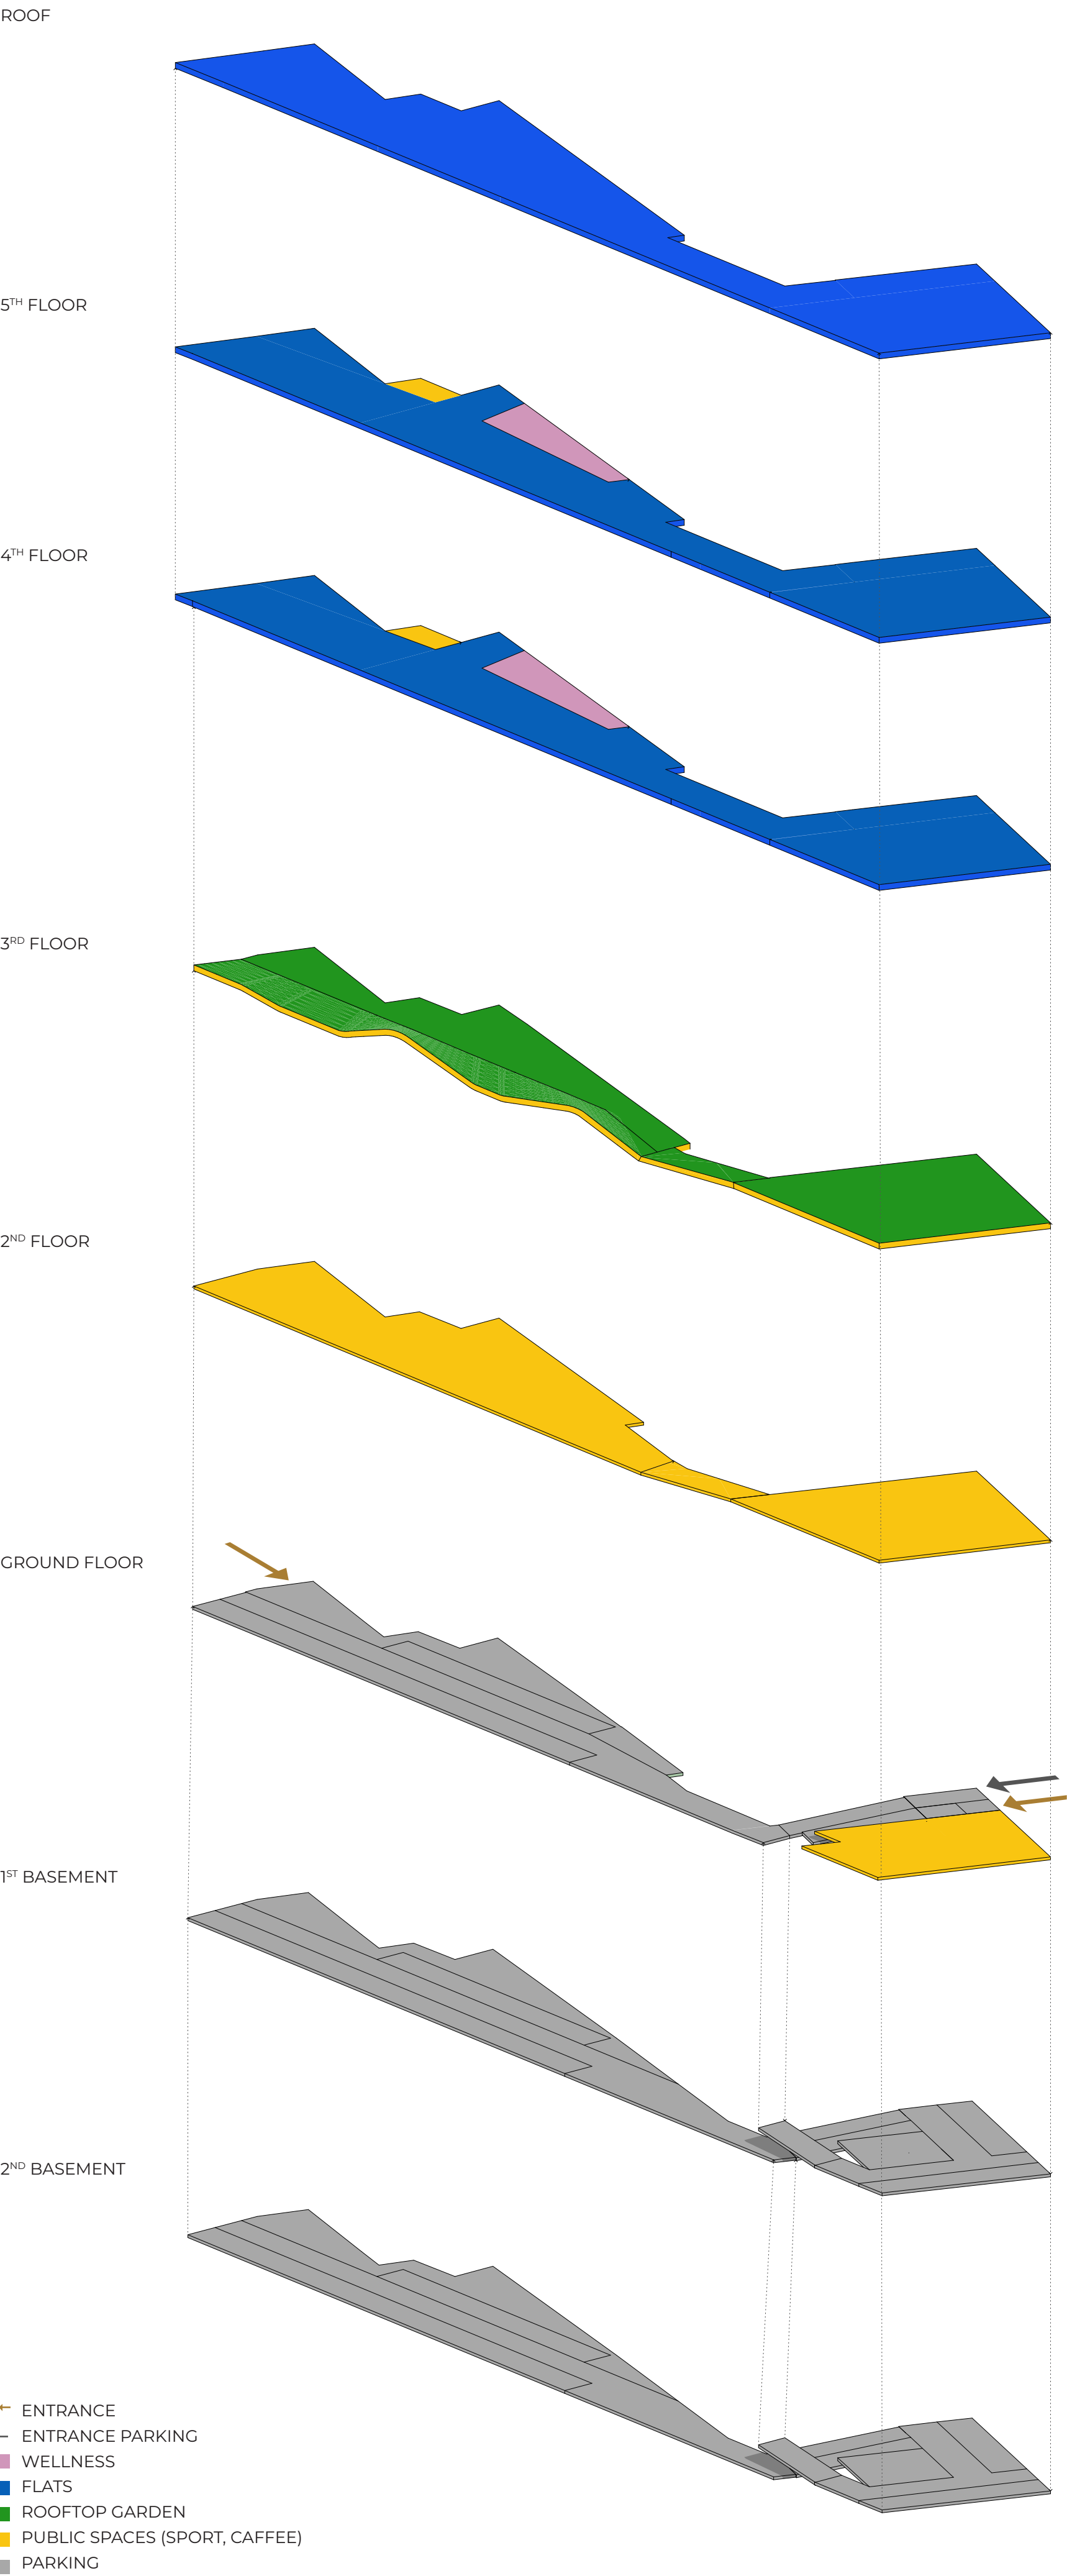 ROOF
5TH FLOOR
4TH FLOOR
3RD FLOOR
2ND FLOOR
GROUND FLOOR
1ST BASEMENT
2ND BASEMENT
ENTRANCE
ENTRANCE PARKING
WELLNESS
FLATS
ROOFTOP GARDEN
PUBLIC SPACES (SPORT, CAFFEE)
PARKING